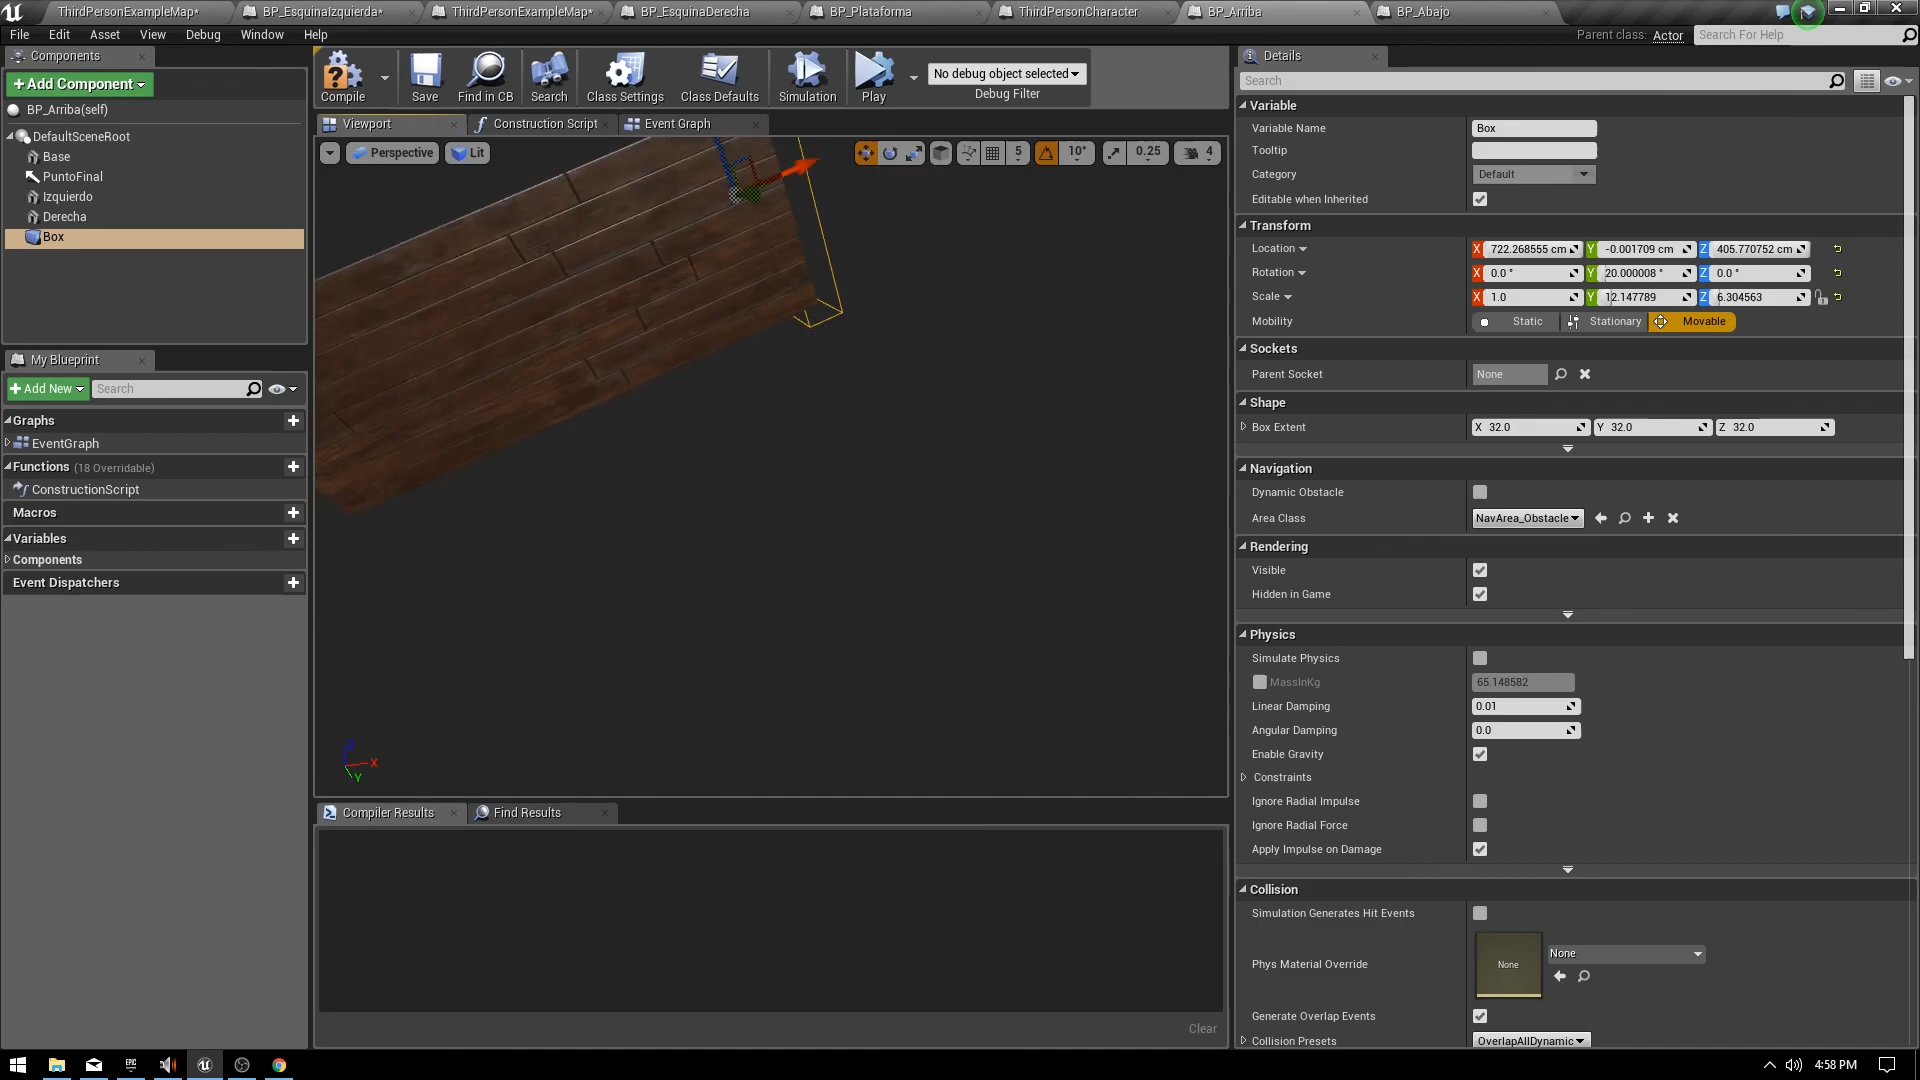 ThirdPersonExampleMap*
BP_EsquinaIzquierda*
ThirdPersonExampleMap*
BP_EsquinaDerecha
BP_Plataforma
ThirdPersonCharacter
BP_Arriba
BP_Abajo
File Edit Asset View Debug Window Help
Parent class: Actor
Search For Help
Components
+Add Component
BP_Arriba(self)
DefaultSceneRoot
Base
PuntoFinal
Izquierdo
Derecha
Box
My Blueprint
+Add New
Search
Graphs
EventGraph
Functions (18 Overridable)
ConstructionScript
Macros
Variables
Components
Event Dispatchers
Compile
Save
Find in CB
Search
Class Settings
Class Defaults
Simulation
Play
No debug object selected
Debug Filter
Viewport
Construction Script
Event Graph
Perspective
Lit
5
10°
0.25
4
X
Y
Compiler Results
Find Results
Clear
Details
Search
Variable
Variable Name Box
Tooltip
Category Default
Editable when Inherited
Transform
Location X 722.268555 cm Y -0.001709 cm Z 405.770752 cm
Rotation X 0.0 ° Y 20.000008 ° Z 0.0 °
Scale X 1.0 Y 12.147789 Z 6.304563
Mobility Static Stationary Movable
Sockets
Parent Socket None
Shape
Box Extent X 32.0 Y 32.0 Z 32.0
Navigation
Dynamic Obstacle
Area Class NavArea_Obstacle
Rendering
Visible
Hidden in Game
Physics
Simulate Physics
MassInKg 65.148582
Linear Damping 0.01
Angular Damping 0.0
Enable Gravity
Constraints
Ignore Radial Impulse
Ignore Radial Force
Apply Impulse on Damage
Collision
Simulation Generates Hit Events
Phys Material Override None None
Generate Overlap Events
Collision Presets OverlapAllDynamic
EPIC
4:58 PM